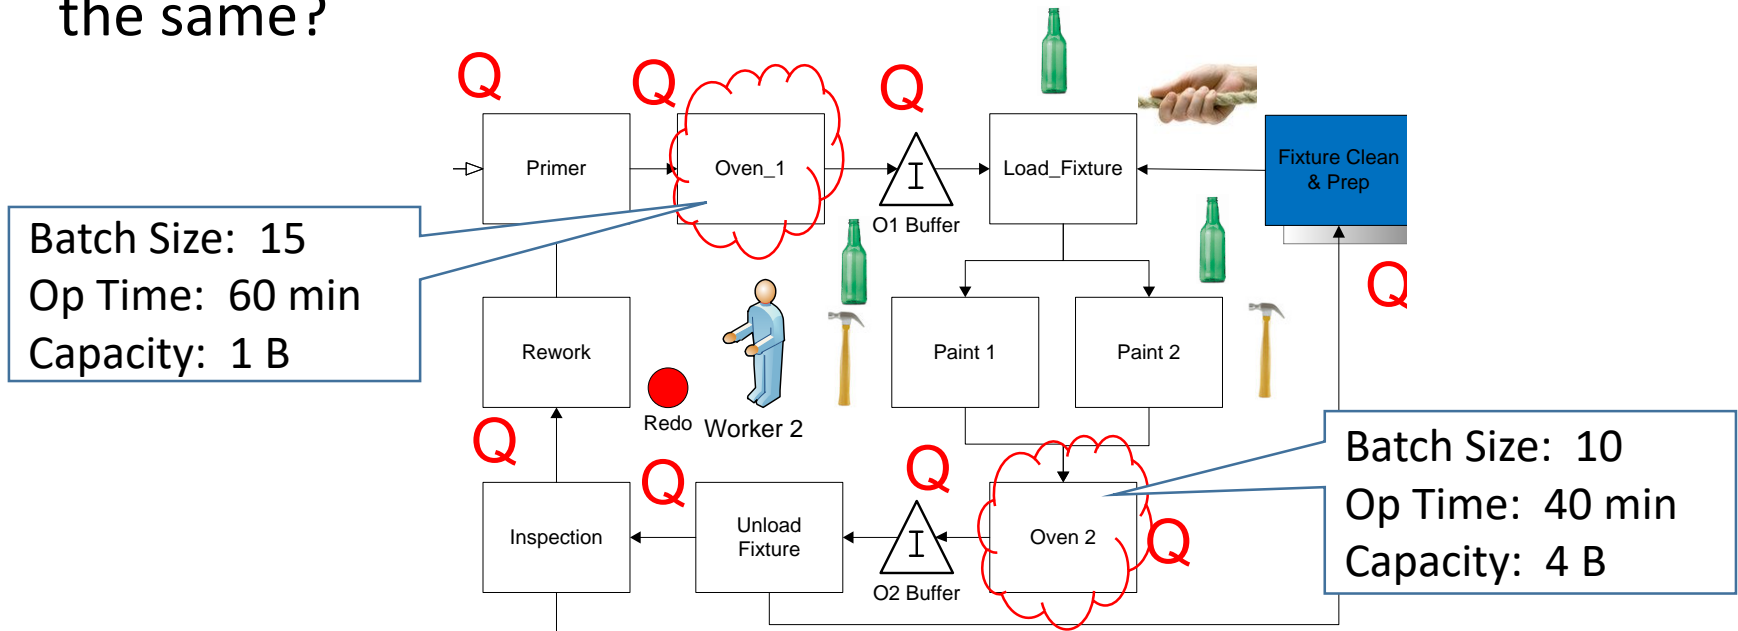 the same?
Q
Q
Q
Primer
Oven_1
I
O1 Buffer
Load_Fixture
Fixture Clean
& Prep
Batch Size: 15
Op Time: 60 min
Capacity: 1 B
Q
Rework
Redo
Worker 2
Paint 1
Paint 2
Q
Q
Q
Q
Inspection
Unload
Fixture
I
O2 Buffer
Oven 2
Batch Size: 10
Op Time: 40 min
Capacity: 4 B